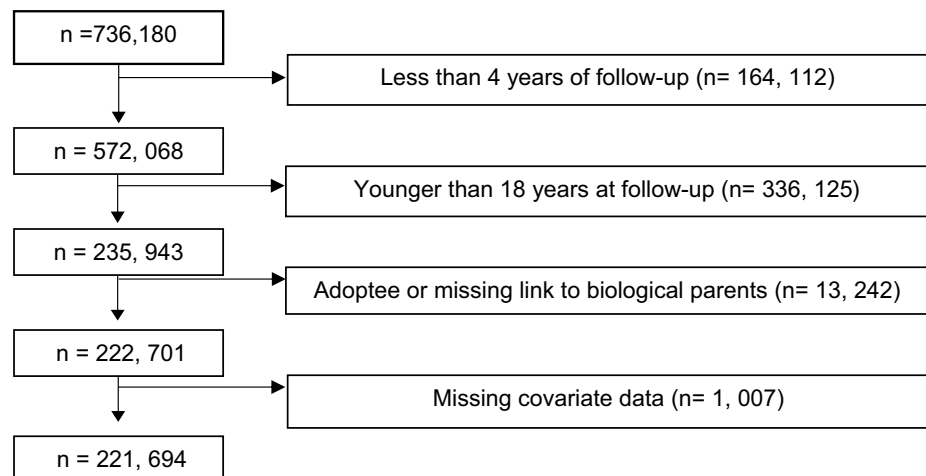 n =736,180
Less than 4 years of follow-up (n= 164, 112)
n = 572, 068
Younger than 18 years at follow-up (n= 336, 125)
n = 235, 943
Adoptee or missing link to biological parents (n= 13, 242)
n = 222, 701
Missing covariate data (n= 1, 007)
n = 221, 694